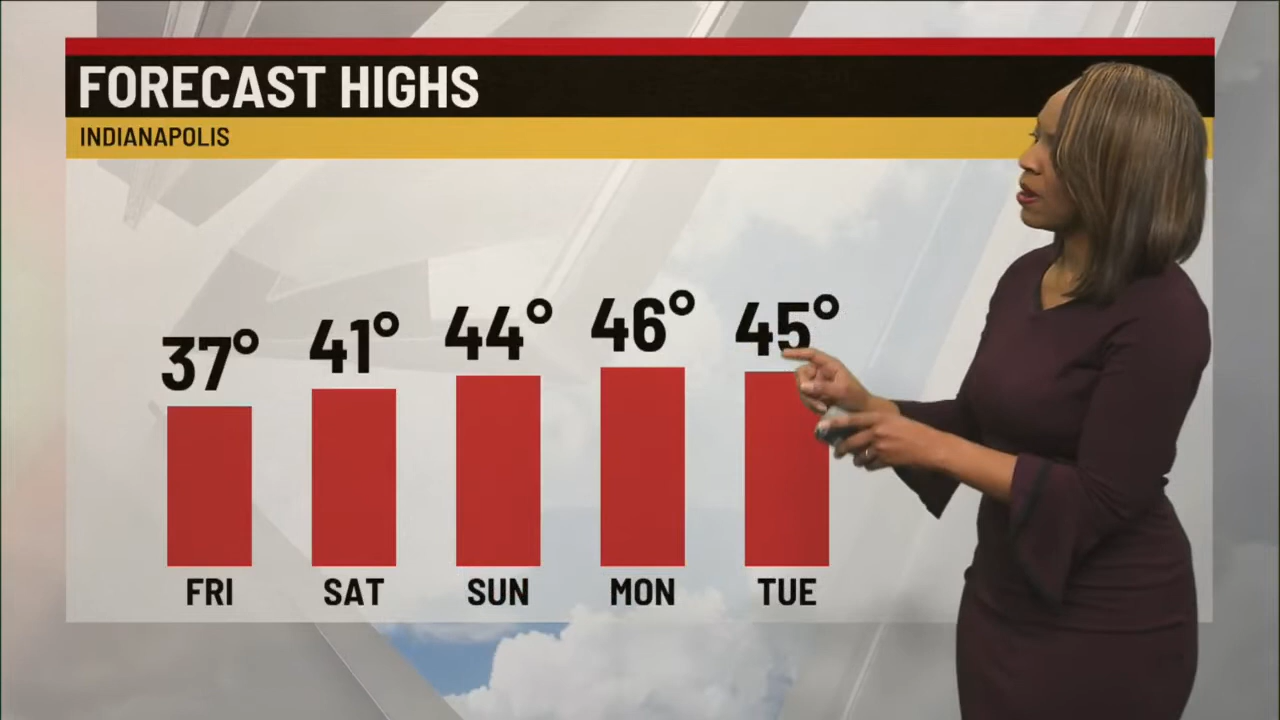 FORECAST HIGHS
INDIANAPOLIS
37° 41° 44° 46° 45°
FRI SAT SUN MON TUE